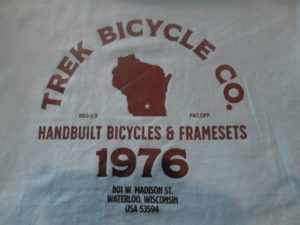 TREK BICYCLE CO.
REG.U.S PAT.OFF
HANDBUILT BICYCLES & FRAMESETS
1976
801 W. MADISON ST.
WATERLOO, WISCONSIN
USA 53594